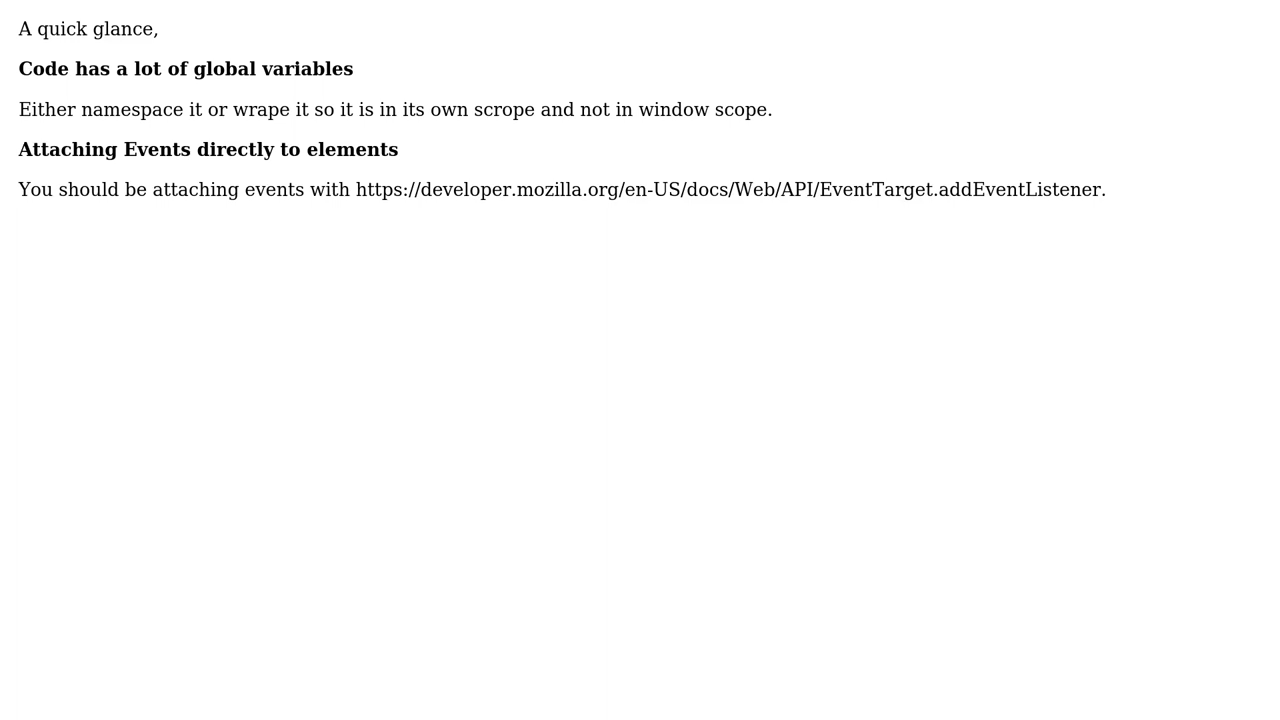 A quick glance,
Code has a lot of global variables
Either namespace it or wrape it so it is in its own scrope and not in window scope.
Attaching Events directly to elements
You should be attaching events with https://developer.mozilla.org/en-US/docs/Web/API/EventTarget.addEventListener.